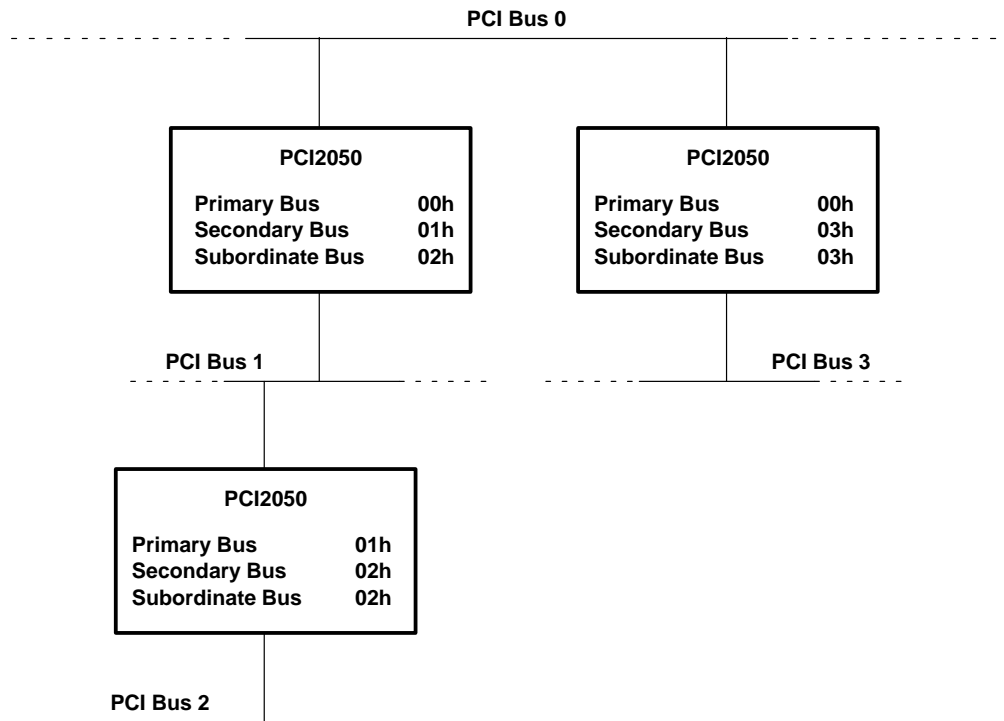 PCI Bus 0
PCI2050
Primary Bus 00h
Secondary Bus 01h
Subordinate Bus 02h
PCI2050
Primary Bus 00h
Secondary Bus 03h
Subordinate Bus 03h
PCI Bus 1
PCI Bus 3
PCI2050
Primary Bus 01h
Secondary Bus 02h
Subordinate Bus 02h
PCI Bus 2